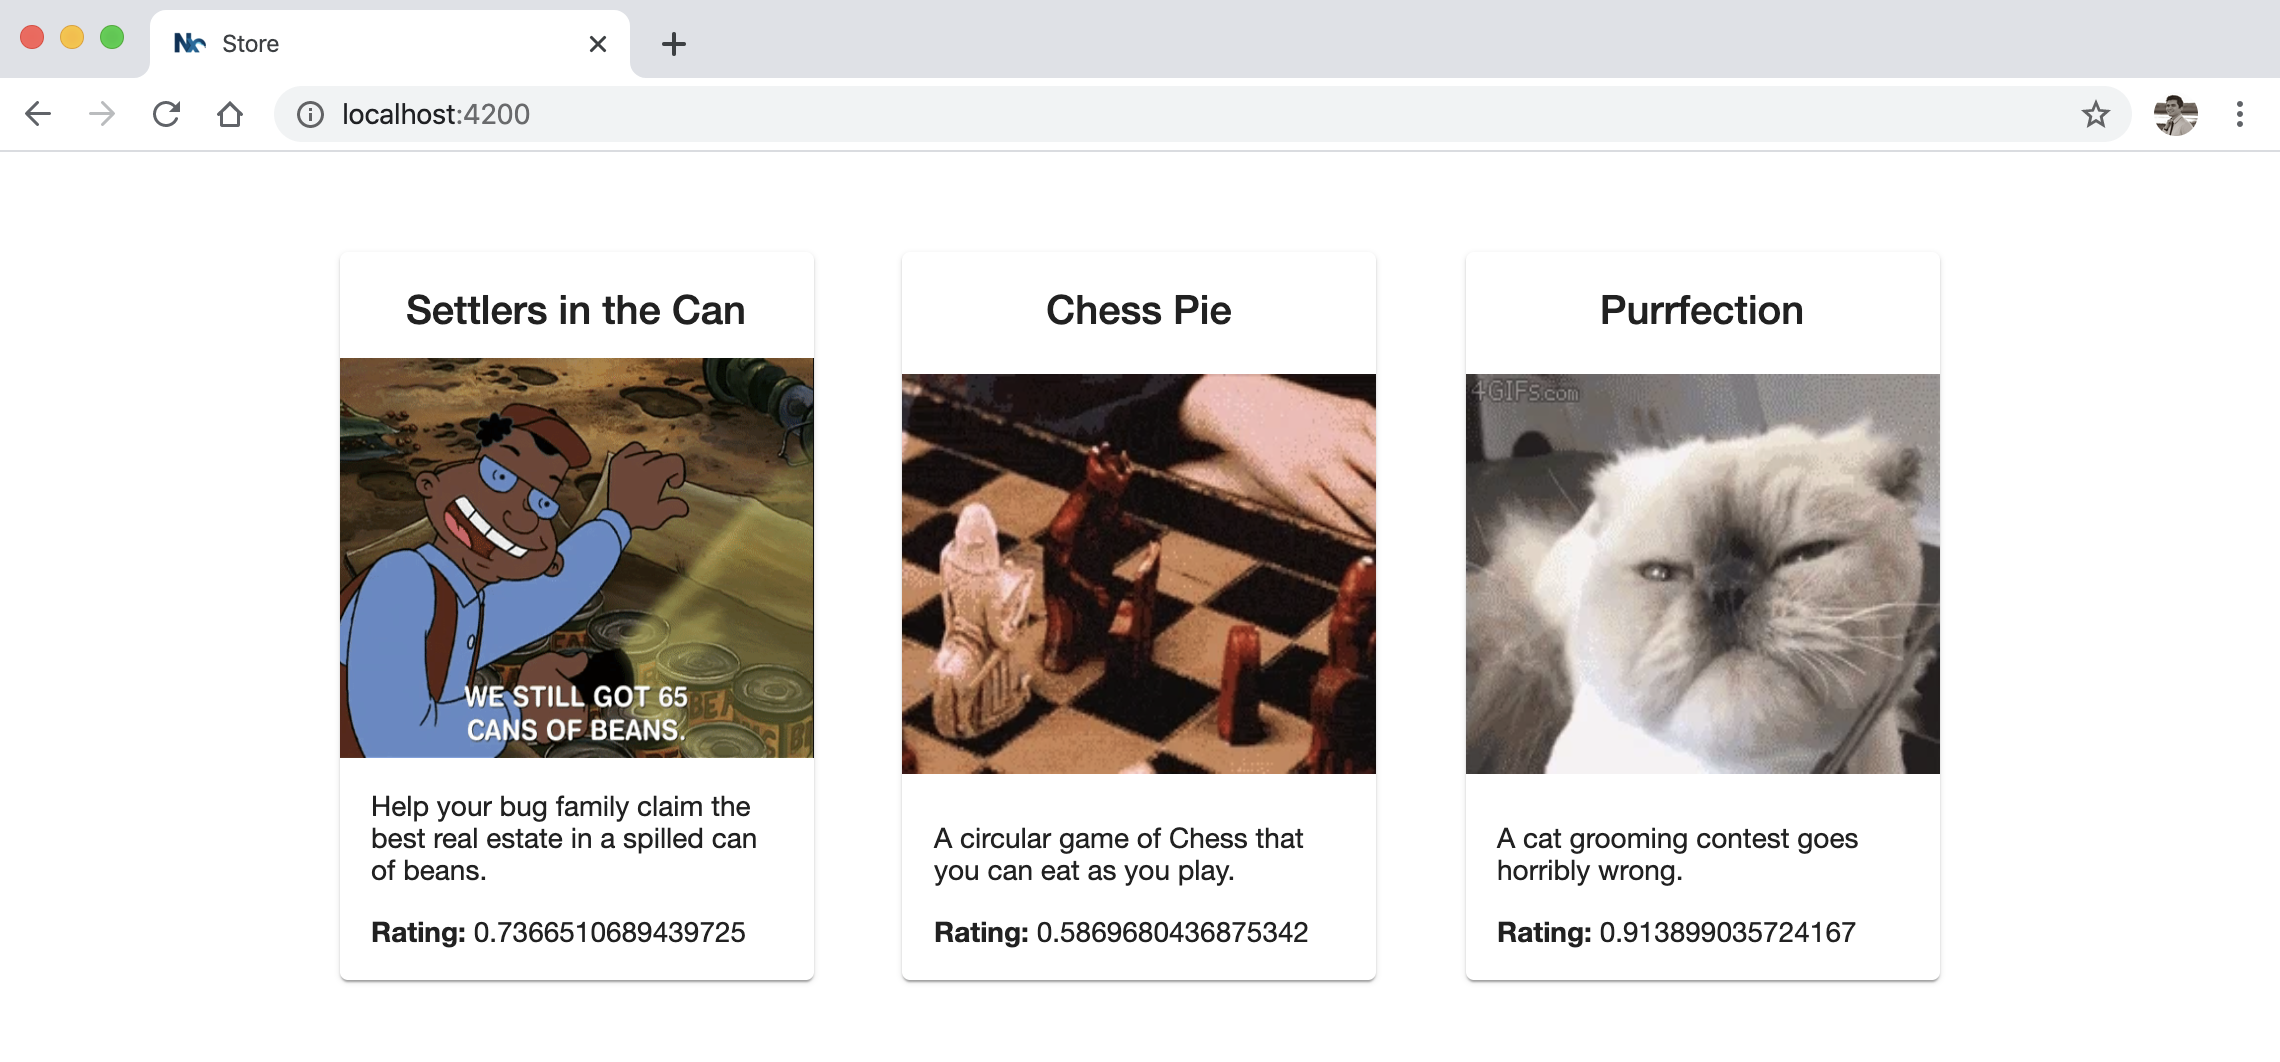 Store
localhost:4200
Settlers in the Can
WE STILL GOT 65
CANS OF BEANS.
Help your bug family claim the
best real estate in a spilled can
of beans.
Rating: 0.7366510689439725
Chess Pie
A circular game of Chess that
you can eat as you play.
Rating: 0.5869680436875342
Purrfection
4GIFs.com
A cat grooming contest goes
horribly wrong.
Rating: 0.913899035724167